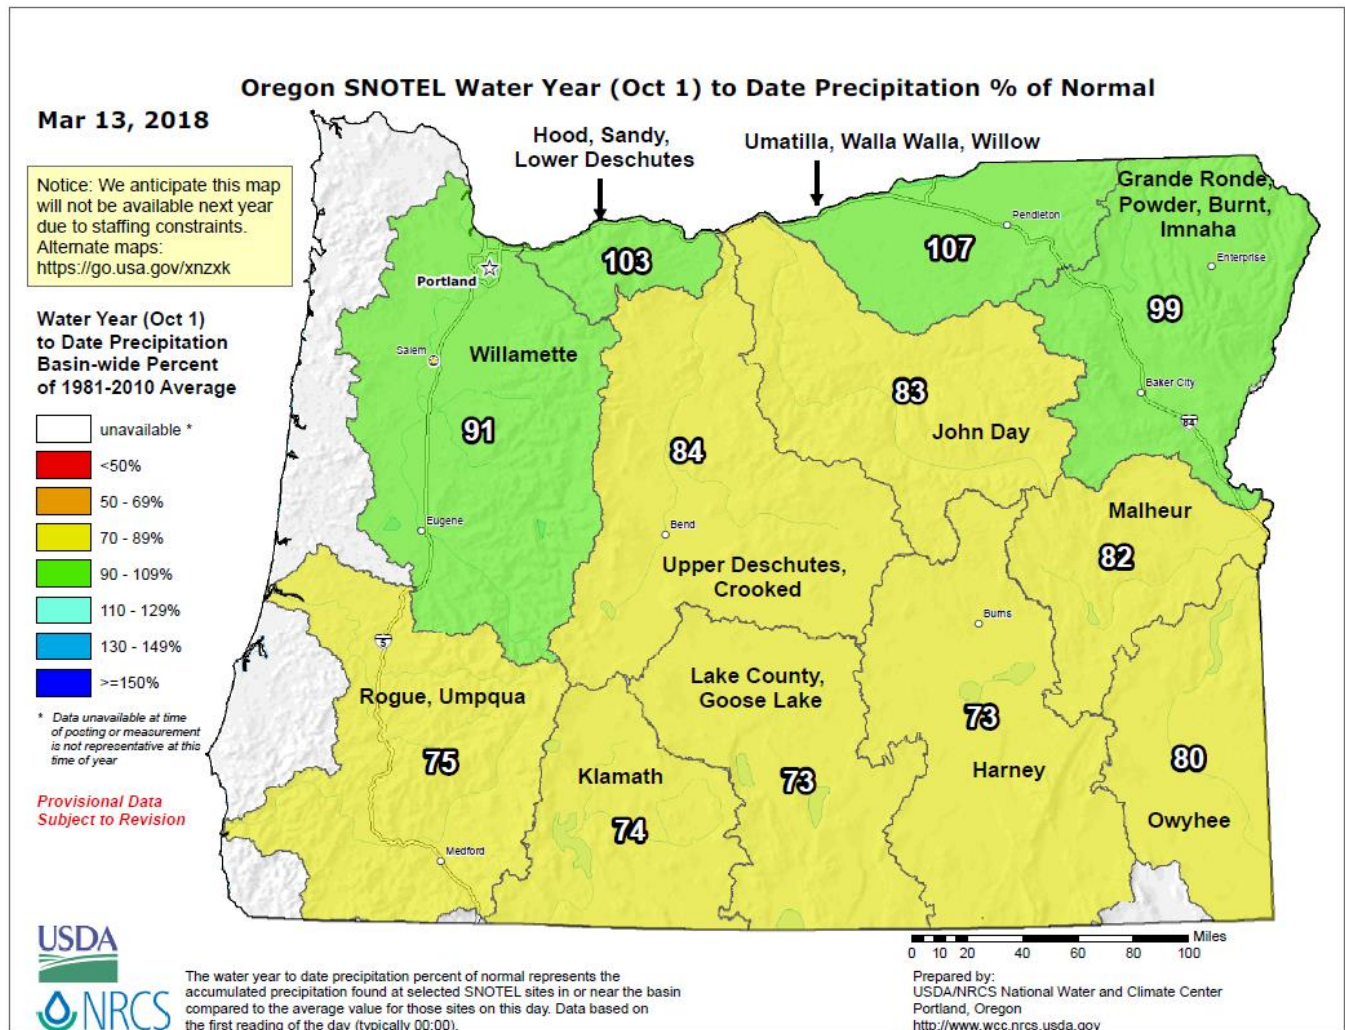 Oregon SNOTEL Water Year (Oct 1) to Date Precipitation % of Normal
Mar 13, 2018
Notice: We anticipate this map
will not be available next year
due to staffing constraints.
Alternate maps:
https://go.usa.gov/xnzxk
Water Year (Oct 1)
to Date Precipitation
Basin-wide Percent
of 1981-2010 Average
unavailable *
<50%
50 - 69%
70 - 89%
90 - 109%
110 - 129%
130 - 149%
>=150%
* Data unavailable at time
of posting or measurement
is not representative at this
time of year
Provisional Data
Subject to Revision
Hood, Sandy,
Lower Deschutes
Umatilla, Walla Walla, Willow
Grande Ronde,
Powder, Burnt,
Imnaha
Pendleton
Enterprise
103
107
99
Portland
Salem
Willamette
91
Eugene
83
John Day
Baker City
84
84
Bend
Upper Deschutes,
Crooked
Malheur
82
Burns
5
Rogue, Umpqua
75
Medford
Lake County,
Goose Lake
73
Klamath
74
73
Harney
80
Owyhee
Miles
0 10 20 40 60 80 100
USDA
NRCS
The water year to date precipitation percent of normal represents the
accumulated precipitation found at selected SNOTEL sites in or near the basin
compared to the average value for those sites on this day. Data based on
the first reading of the day (typically 00:00).
Prepared by:
USDA/NRCS National Water and Climate Center
Portland, Oregon
http://www.wcc.nrcs.usda.gov